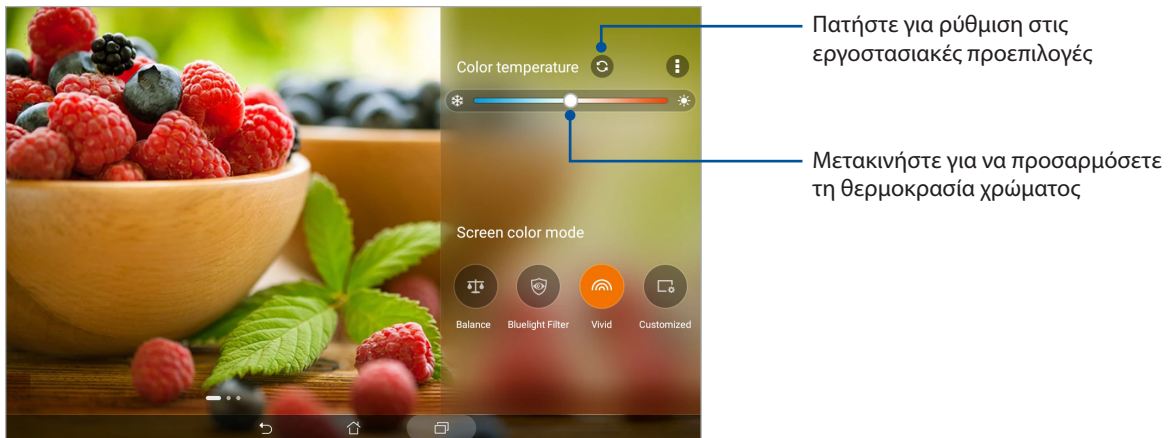 Πατήστε για ρύθμιση στις
εργοστασιακές προεπιλογές
Color temperature
Μετακινήστε για να προσαρμόσετε
τη θερμοκρασία χρώματος
Screen color mode
Balance Bluelight Filter Vivid Customized